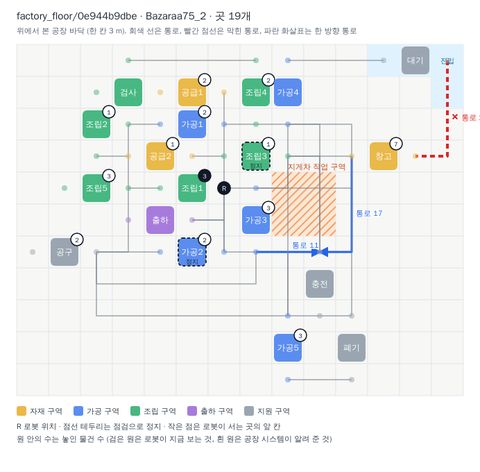 factory_floor/0e944b9dbe · Bazaraa75_2 · 곳 19개
위에서 본 공장 바닥 (한 칸 3 m). 회색 선은 통로, 빨간 점선은 막힌 통로, 파란 화살표는 한 방향 통로
대기
진입
검사
공급1
2
조립4
2
가공4
조립2
1
가공1
2
✕ 통로
공급2
1
조립3
정지
1
지게차 작업 구역
창고
7
조립5
3
조립1
3
R
출하
가공3
3
통로 17
공구
2
가공2
정지
2
통로 11
충전
가공5
3
폐기
자재 구역
가공 구역
조립 구역
출하 구역
지원 구역
R 로봇 위치 · 점선 테두리는 점검으로 정지 · 작은 점은 로봇이 서는 곳의 앞 칸
원 안의 수는 놓인 물건 수 (검은 원은 로봇이 지금 보는 것, 흰 원은 공장 시스템이 알려 준 것)